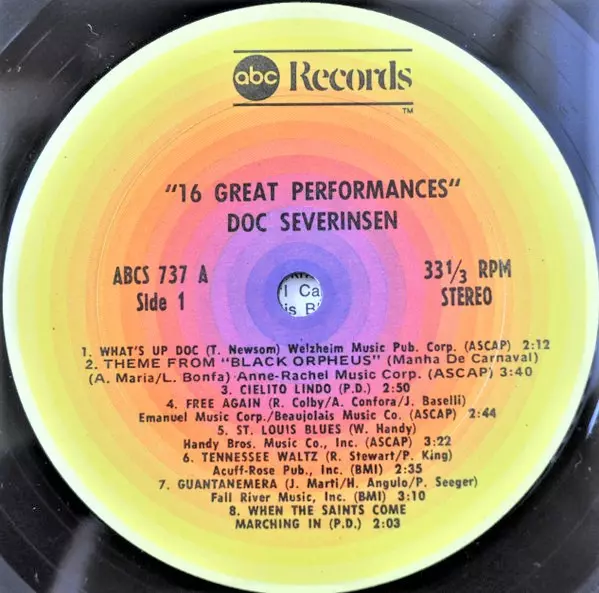 abc Records
TM
"16 GREAT PERFORMANCES"
DOC SEVERINSEN
ABCS 737 A
Side 1
33 1/3 RPM
STEREO
1. WHAT'S UP DOC (T. Newsom) Welzheim Music Pub. Corp. (ASCAP) 2:12
2. THEME FROM "BLACK ORPHEUS" (Manha De Carnaval)
(A. Maria/L. Bonfa) Anne-Rachel Music Corp. (ASCAP) 3:40
3. CIELITO LINDO (P.D.) 2:50
4. FREE AGAIN (R. Colby/A. Confora/J. Baselli)
Emanuel Music Corp./Beaujolais Music Co. (ASCAP) 2:44
5. ST. LOUIS BLUES (W. Handy)
Handy Bros. Music Co., Inc. (ASCAP) 3:22
6. TENNESSEE WALTZ (R. Stewart/P. King)
Acuff-Rose Pub., Inc. (BMI) 2:35
7. GUANTANEMERA (J. Marti/H. Angulo/P. Seeger)
Fall River Music, Inc. (BMI) 3:10
8. WHEN THE SAINTS COME
MARCHING IN (P.D.) 2:03